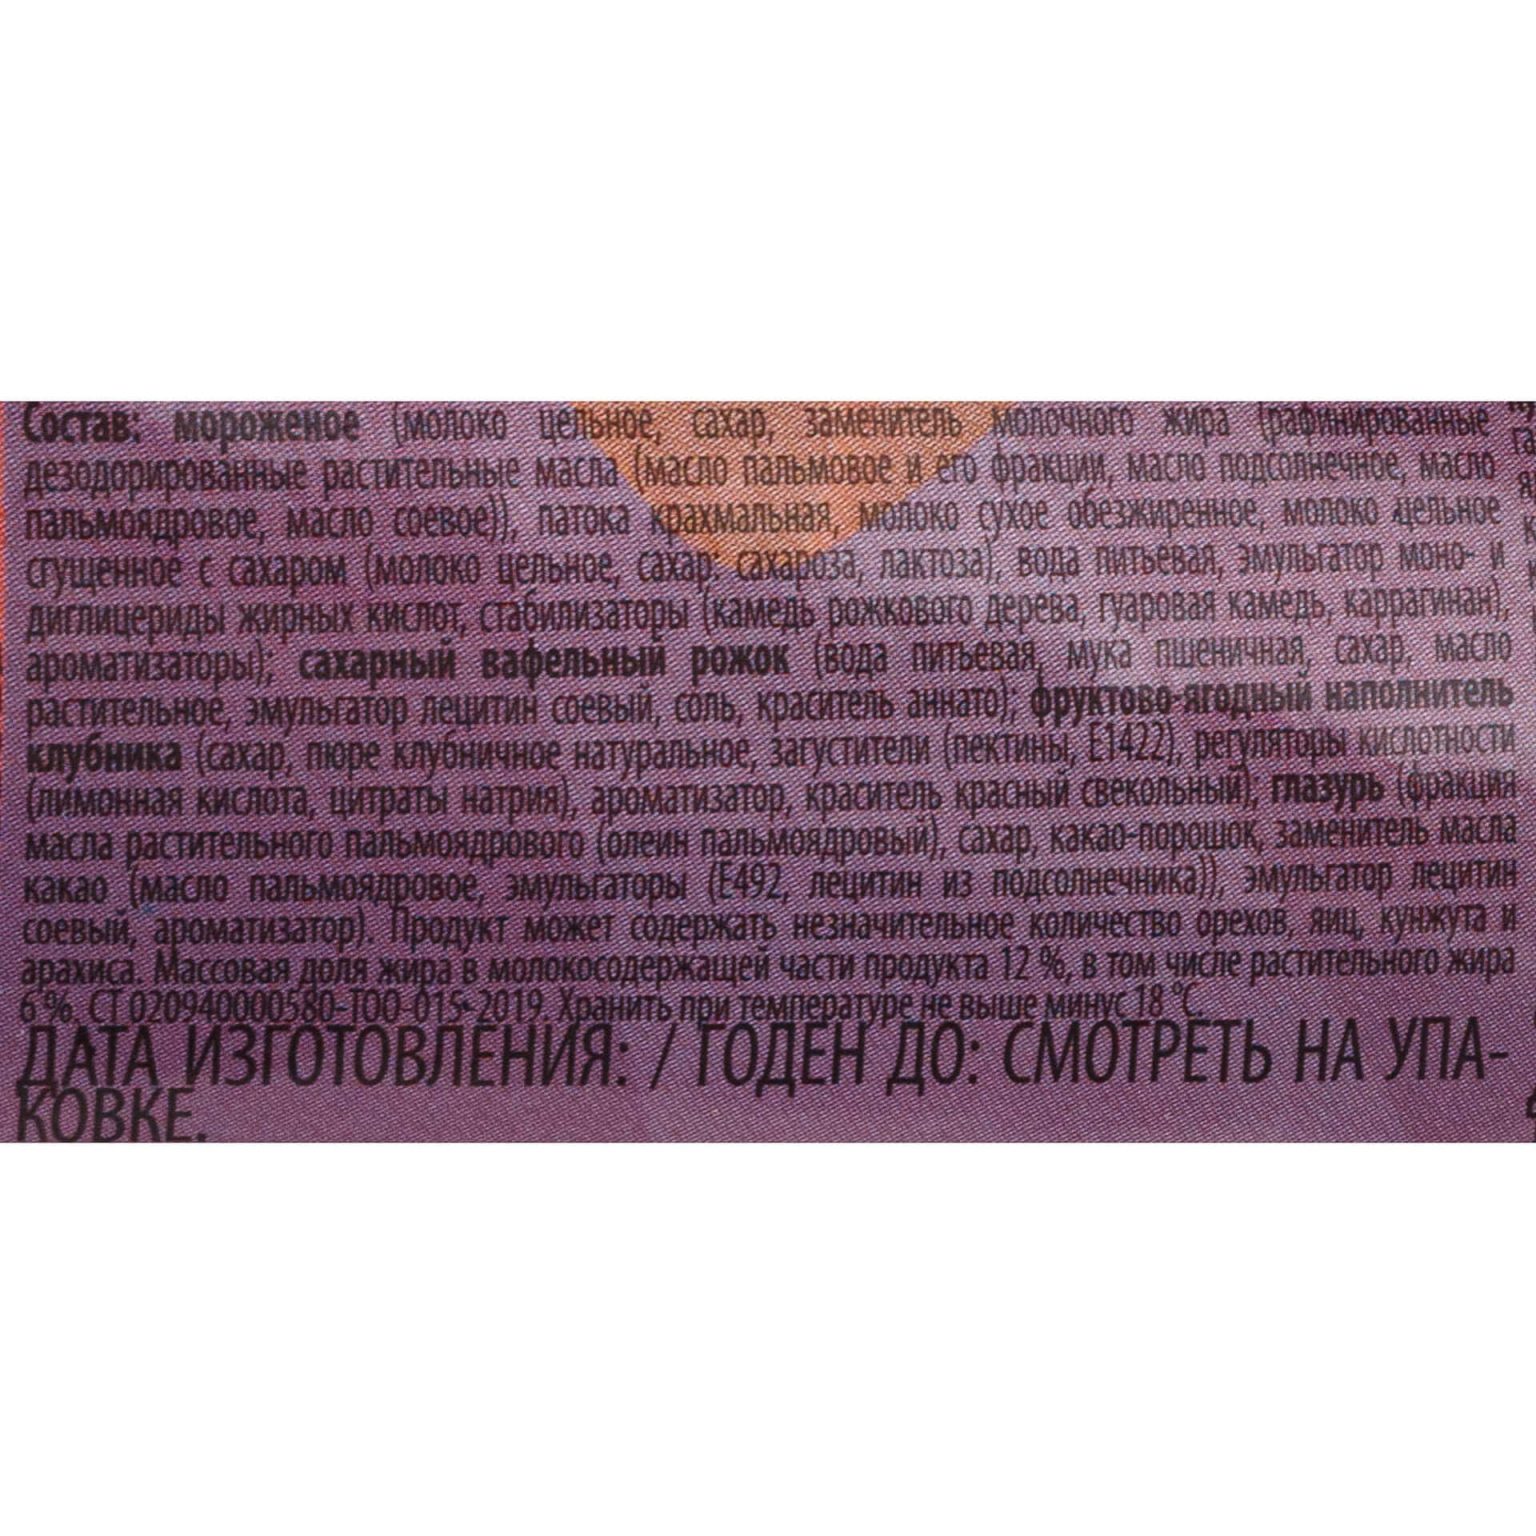 Состав: мороженое (молоко цельное, сахар, заменитель молочного жира (рафинированные
дезодорированные растительные масла (масло пальмовое и его фракции, масло подсолнечное, масло
пальмоядровое, масло соевое)), патока крахмальная, молоко сухое обезжиренное, молоко цельное
сгущенное с сахаром (молоко цельное, сахар: сахароза, лактоза), вода питьевая, эмульгатор моно- и
диглицериды жирных кислот, стабилизаторы (камедь рожкового дерева, гуаровая камедь, каррагинан),
ароматизаторы); сахарный вафельный рожок (вода питьевая, мука пшеничная, сахар, масло
растительное, эмульгатор лецитин соевый, соль, краситель аннато); фруктово-ягодный наполнитель
клубника (сахар, пюре клубничное натуральное, загустители (пектины, Е1422), регуляторы кислотности
(лимонная кислота, цитраты натрия), ароматизатор, краситель красный свекольный), глазурь (фракция
масла растительного пальмоядрового (олеин пальмоядровый), сахар, какао-порошок, заменитель масла
какао (масло пальмоядровое, эмульгаторы (Е492, лецитин из подсолнечника)), эмульгатор лецитин
соевый, ароматизатор). Продукт может содержать незначительное количество орехов, яиц, кунжута и
арахиса. Массовая доля жира в молокосодержащей части продукта 12 %, в том числе растительного жира
6 %. СТ 020940000580-ТОО-015-2019. Хранить при температуре не выше минус 18 °С.
ДАТА ИЗГОТОВЛЕНИЯ: / ГОДЕН ДО: СМОТРЕТЬ НА УПА-
КОВКЕ.